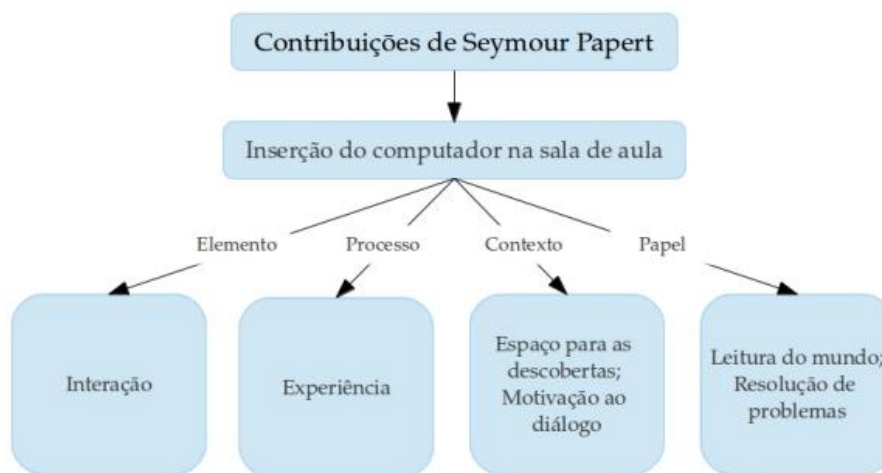 Contribuições de Seymour Papert
Inserção do computador na sala de aula
Elemento
Processo
Contexto
Papel
Interação
Experiência
Espaço para as
descobertas;
Motivação ao
diálogo
Leitura do mundo;
Resolução de
problemas